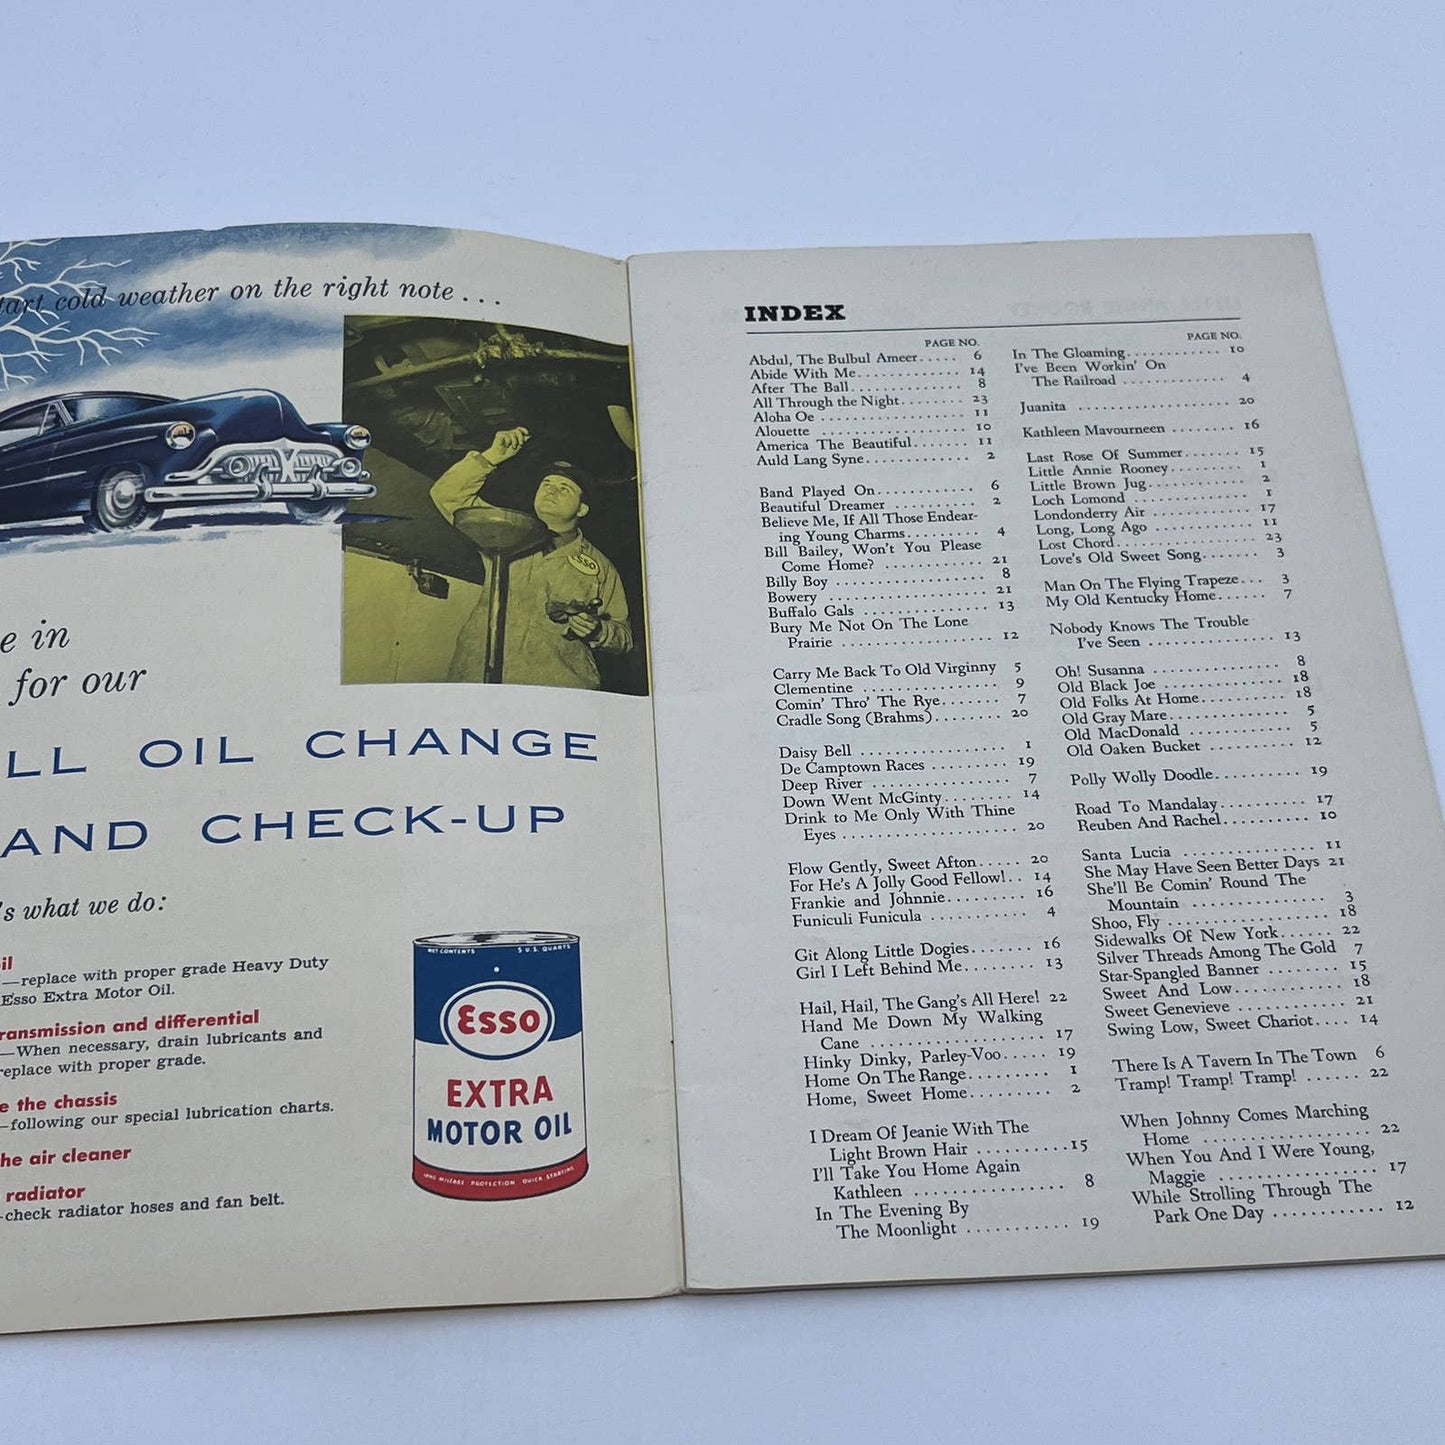 tart cold weather on the right note . . .
e in
for our
LL OIL CHANGE
AND CHECK-UP
's what we do:
il
—replace with proper grade Heavy Duty
Esso Extra Motor Oil.
ransmission and differential
—When necessary, drain lubricants and
replace with proper grade.
e the chassis
—following our special lubrication charts.
he air cleaner
radiator
-check radiator hoses and fan belt.
ESSO
NET CONTENTS 5 U.S. QUARTS
Esso
EXTRA
MOTOR OIL
LONG MILEAGE PROTECTION QUICK STARTING
INDEX
PAGE NO.
Abdul, The Bulbul Ameer..... 6
Abide With Me............. 14
After The Ball.............. 8
All Through the Night........ 23
Aloha Oe .................. 11
Alouette .................. 10
America The Beautiful....... 11
Auld Lang Syne............. 2
Band Played On............ 6
Beautiful Dreamer .......... 2
Believe Me, If All Those Endear-
ing Young Charms......... 4
Bill Bailey, Won't You Please
Come Home? ............ 21
Billy Boy .................. 8
Bowery .................... 21
Buffalo Gals ............... 13
Bury Me Not On The Lone
Prairie .................. 12
Carry Me Back To Old Virginny 5
Clementine ................ 9
Comin' Thro' The Rye....... 7
Cradle Song (Brahms)........ 20
Daisy Bell ................. 1
De Camptown Races ......... 19
Deep River ................ 7
Down Went McGinty........ 14
Drink to Me Only With Thine
Eyes .................... 20
Flow Gently, Sweet Afton..... 20
For He's A Jolly Good Fellow!.. 14
Frankie and Johnnie......... 16
Funiculi Funicula ........... 4
Git Along Little Dogies....... 16
Girl I Left Behind Me........ 13
Hail, Hail, The Gang's All Here! 22
Hand Me Down My Walking
Cane .................... 17
Hinky Dinky, Parley-Voo..... 19
Home On The Range......... 1
Home, Sweet Home.......... 2
I Dream Of Jeanie With The
Light Brown Hair ..........15
I'll Take You Home Again
Kathleen ................ 8
In The Evening By
The Moonlight ........... 19
PAGE NO.
In The Gloaming............ 10
I've Been Workin' On
The Railroad ............. 4
Juanita ................... 20
Kathleen Mavourneen ........ 16
Last Rose Of Summer....... 15
Little Annie Rooney......... 1
Little Brown Jug............ 2
Loch Lomond .............. 1
Londonderry Air ............ 17
Long, Long Ago ............ 11
Lost Chord................. 23
Love's Old Sweet Song....... 3
Man On The Flying Trapeze... 3
My Old Kentucky Home...... 7
Nobody Knows The Trouble
I've Seen ................ 13
Oh! Susanna ............... 8
Old Black Joe .............. 18
Old Folks At Home.......... 18
Old Gray Mare.............. 5
Old MacDonald ............ 5
Old Oaken Bucket .......... 12
Polly Wolly Doodle.......... 19
Road To Mandalay.......... 17
Reuben And Rachel.......... 10
Santa Lucia ............... 11
She May Have Seen Better Days 21
She'll Be Comin' Round The
Mountain ............... 3
Shoo, Fly .................. 18
Sidewalks Of New York...... 22
Silver Threads Among The Gold 7
Star-Spangled Banner ........ 15
Sweet And Low............. 18
Sweet Genevieve ............ 21
Swing Low, Sweet Chariot.... 14
There Is A Tavern In The Town 6
Tramp! Tramp! Tramp! ...... 22
When Johnny Comes Marching
Home .................. 22
When You And I Were Young,
Maggie ................. 17
While Strolling Through The
Park One Day ............ 12